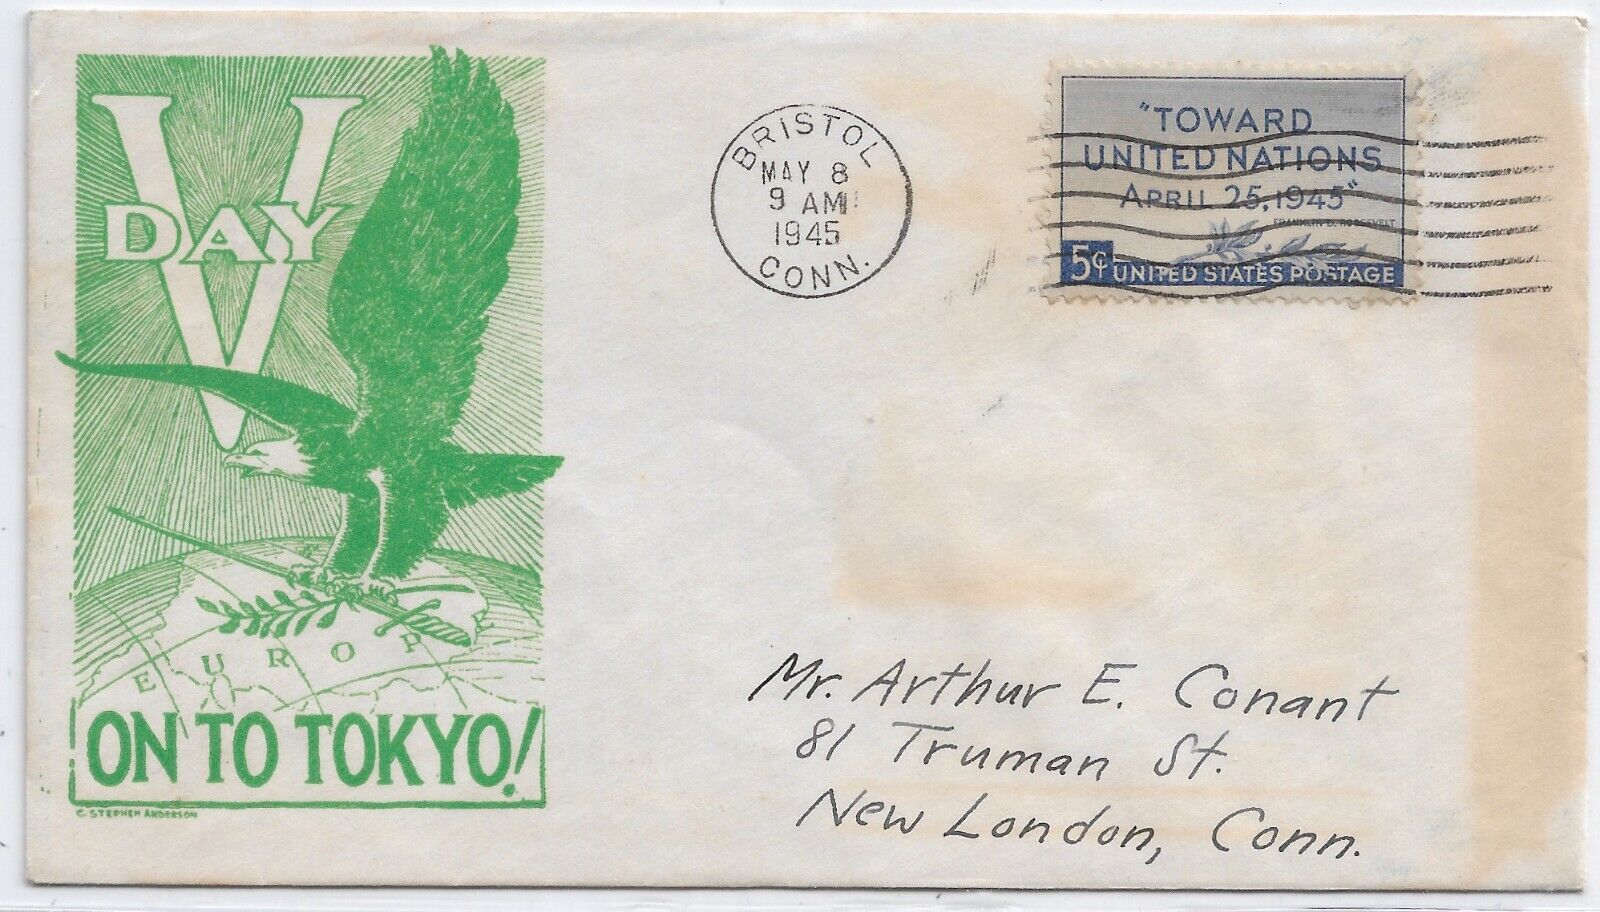 V
DAY
EUROPE
ON TO TOKYO!
C. STEPHEN ANDERSON
BRISTOL
MAY 8
9 AM
1945
CONN.
"TOWARD
UNITED NATIONS
APRIL 25, 1945"
FRANKLIN D. ROOSEVELT
5¢ UNITED STATES POSTAGE
Mr. Arthur E. Conant
81 Truman St.
New London, Conn.